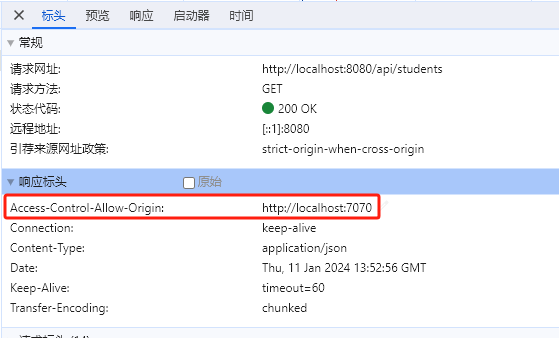 标头 预览 响应 启动器 时间
常规
请求网址: http://localhost:8080/api/students
请求方法: GET
状态代码: 200 OK
远程地址: [::1]:8080
引荐来源网址政策: strict-origin-when-cross-origin
响应标头 原始
Access-Control-Allow-Origin: http://localhost:7070
Connection: keep-alive
Content-Type: application/json
Date: Thu, 11 Jan 2024 13:52:56 GMT
Keep-Alive: timeout=60
Transfer-Encoding: chunked